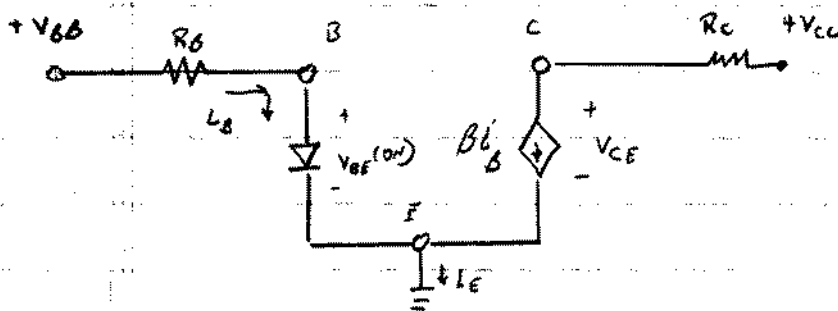 + VBB
RB
B
C
RC
+VCC
iB
+
VBE(ON)
-
βiB
+
VCE
-
E
IE